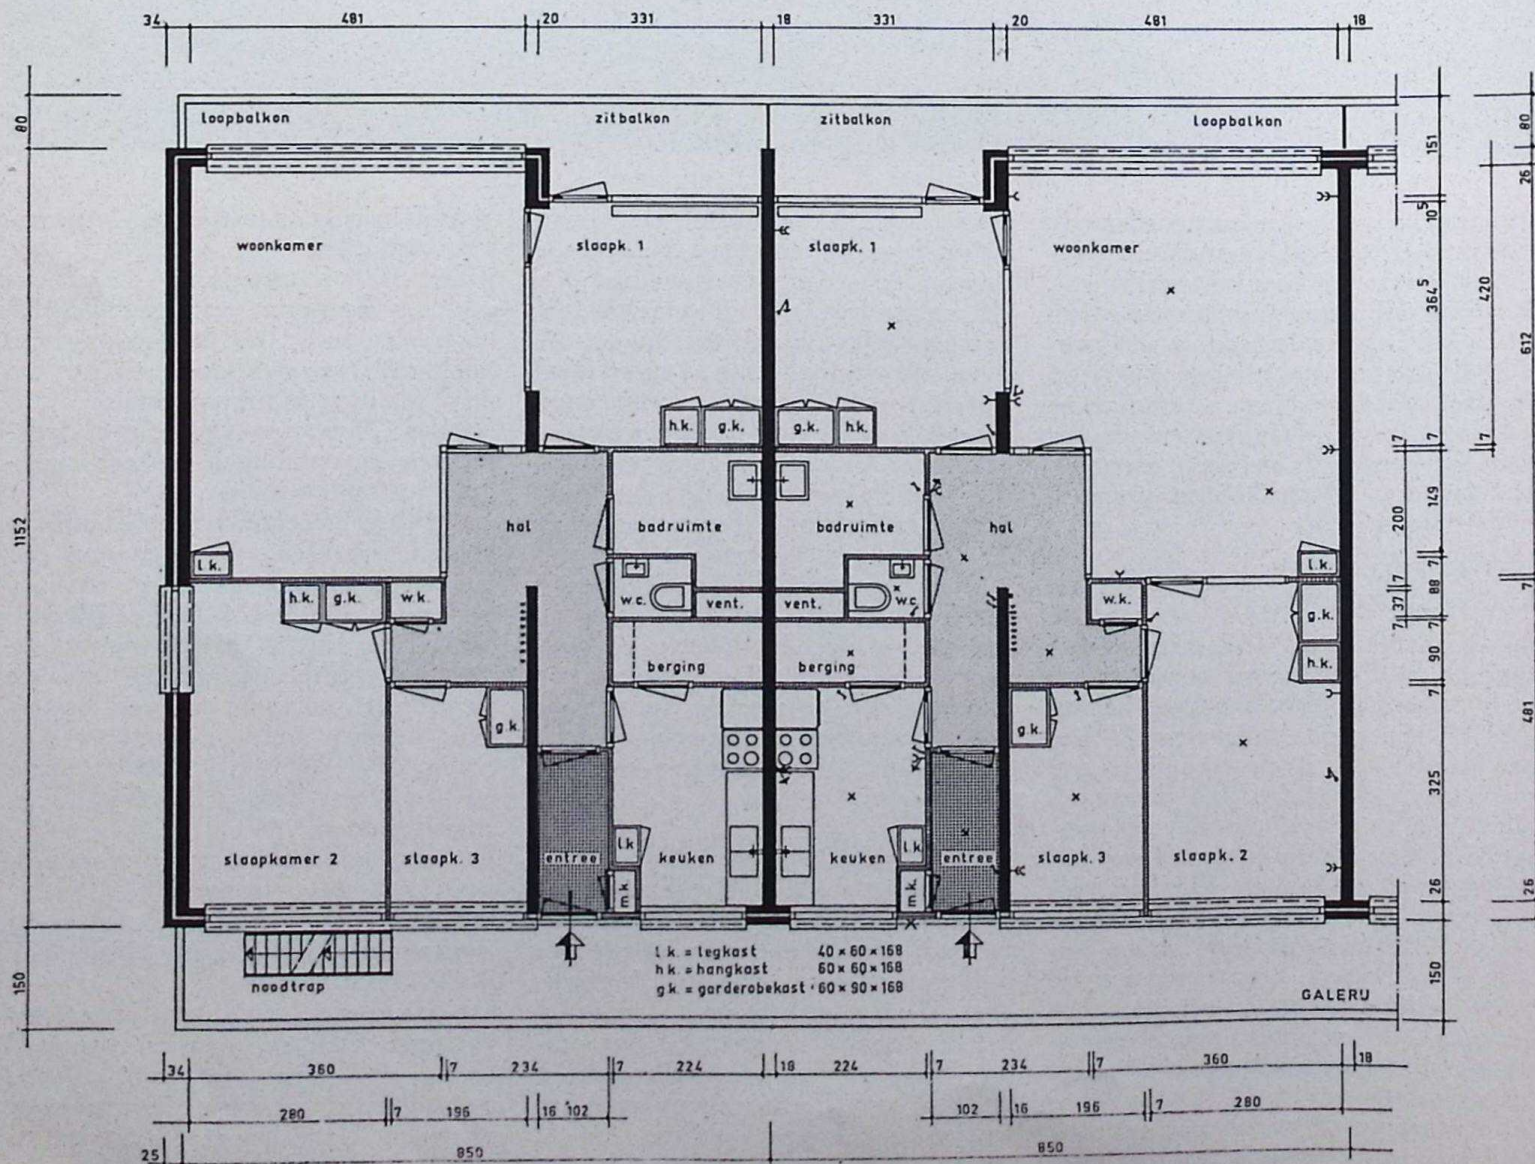 34 481 20 331 18 331 20 481 18
loopbalkon zitbalkon zitbalkon loopbalkon
80 151 80
26
10⁵
woonkamer slaapk. 1 slaapk. 1 woonkamer
364⁵ 420 612
h.k. g.k. g.k. h.k.
7 7 7
1152 hal badruimte badruimte hal 149 200
l.k. l.k. 7
h.k. g.k. w.k. w.c. vent. vent. w.c. w.k. g.k. 88 7 7
37
7 7
berging berging h.k. 90
7
g.k. g.k. 481
325
l.k. l.k.
slaapkamer 2 slaapk. 3 entree keuken keuken entree slaapk. 3 slaapk. 2
m.k. m.k. 26 26
l.k. = legkast 40 × 60 × 168
h.k. = hangkast 60 × 60 × 168
g.k. = garderobekast · 60 × 90 × 168
noodtrap
150 GALERIJ 150
34 360 7 234 7 224 18 224 7 234 7 360 18
280 7 196 16 102 102 16 196 7 280
25 850 850